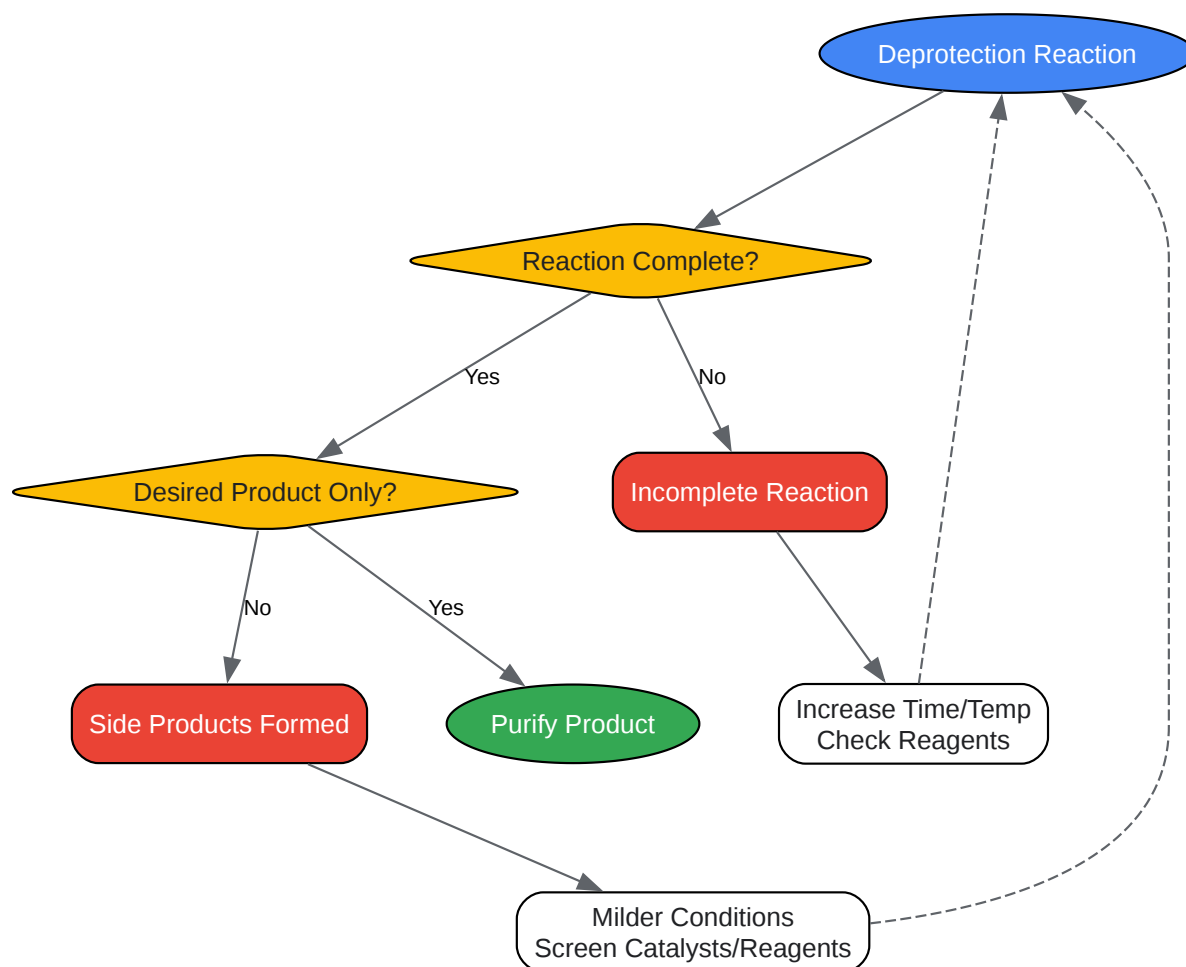 Deprotection Reaction
Reaction Complete?
Yes
No
Desired Product Only?
Incomplete Reaction
No
Yes
Side Products Formed
Purify Product
Increase Time/Temp
Check Reagents
Milder Conditions
Screen Catalysts/Reagents